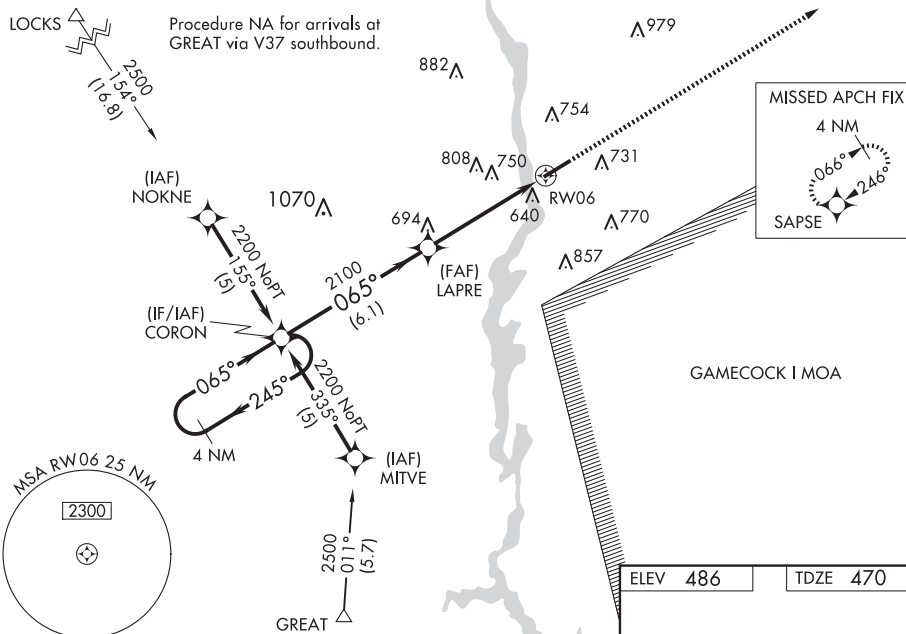 LOCKS
Procedure NA for arrivals at
GREAT via V37 southbound.
979
2500
154°
(16.8)
882
754
MISSED APCH FIX
4 NM
066°
246°
SAPSE
808
750
731
RW06
640
770
857
(IAF)
NOKNE
1070
694
2200 NoPT
155°
(5)
2100
065°
(6.1)
(FAF)
LAPRE
(IF/IAF)
CORON
065°
245°
4 NM
2200 NoPT
335°
(5)
GAMECOCK I MOA
(IAF)
MITVE
MSA RW06 25 NM
2300
2500
011°
(5.7)
GREAT
ELEV 486
TDZE 470